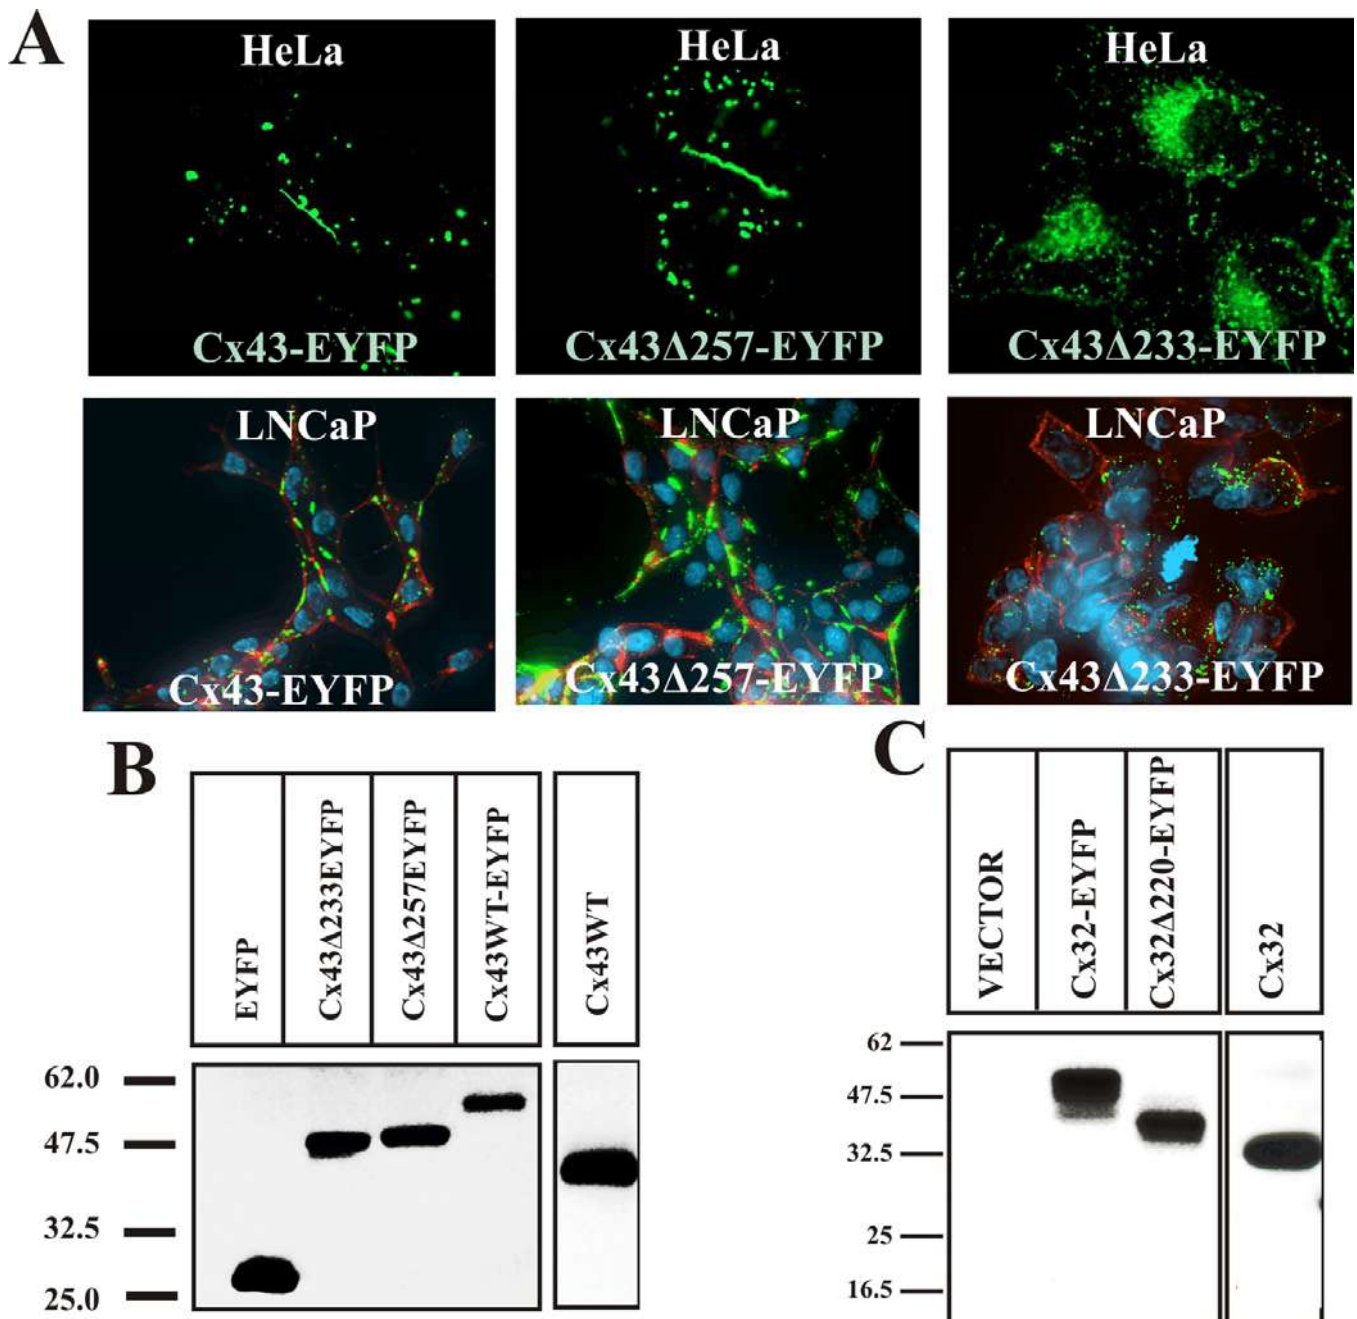 A
HeLa
Cx43-EYFP
HeLa
Cx43Δ257-EYFP
HeLa
Cx43Δ233-EYFP
LNCaP
Cx43-EYFP
LNCaP
Cx43Δ257-EYFP
LNCaP
Cx43Δ233-EYFP
B
EYFP
Cx43Δ233EYFP
Cx43Δ257EYFP
Cx43WT-EYFP
Cx43WT
62.0
47.5
32.5
25.0
C
VECTOR
Cx32-EYFP
Cx32Δ220-EYFP
Cx32
62
47.5
32.5
25
16.5